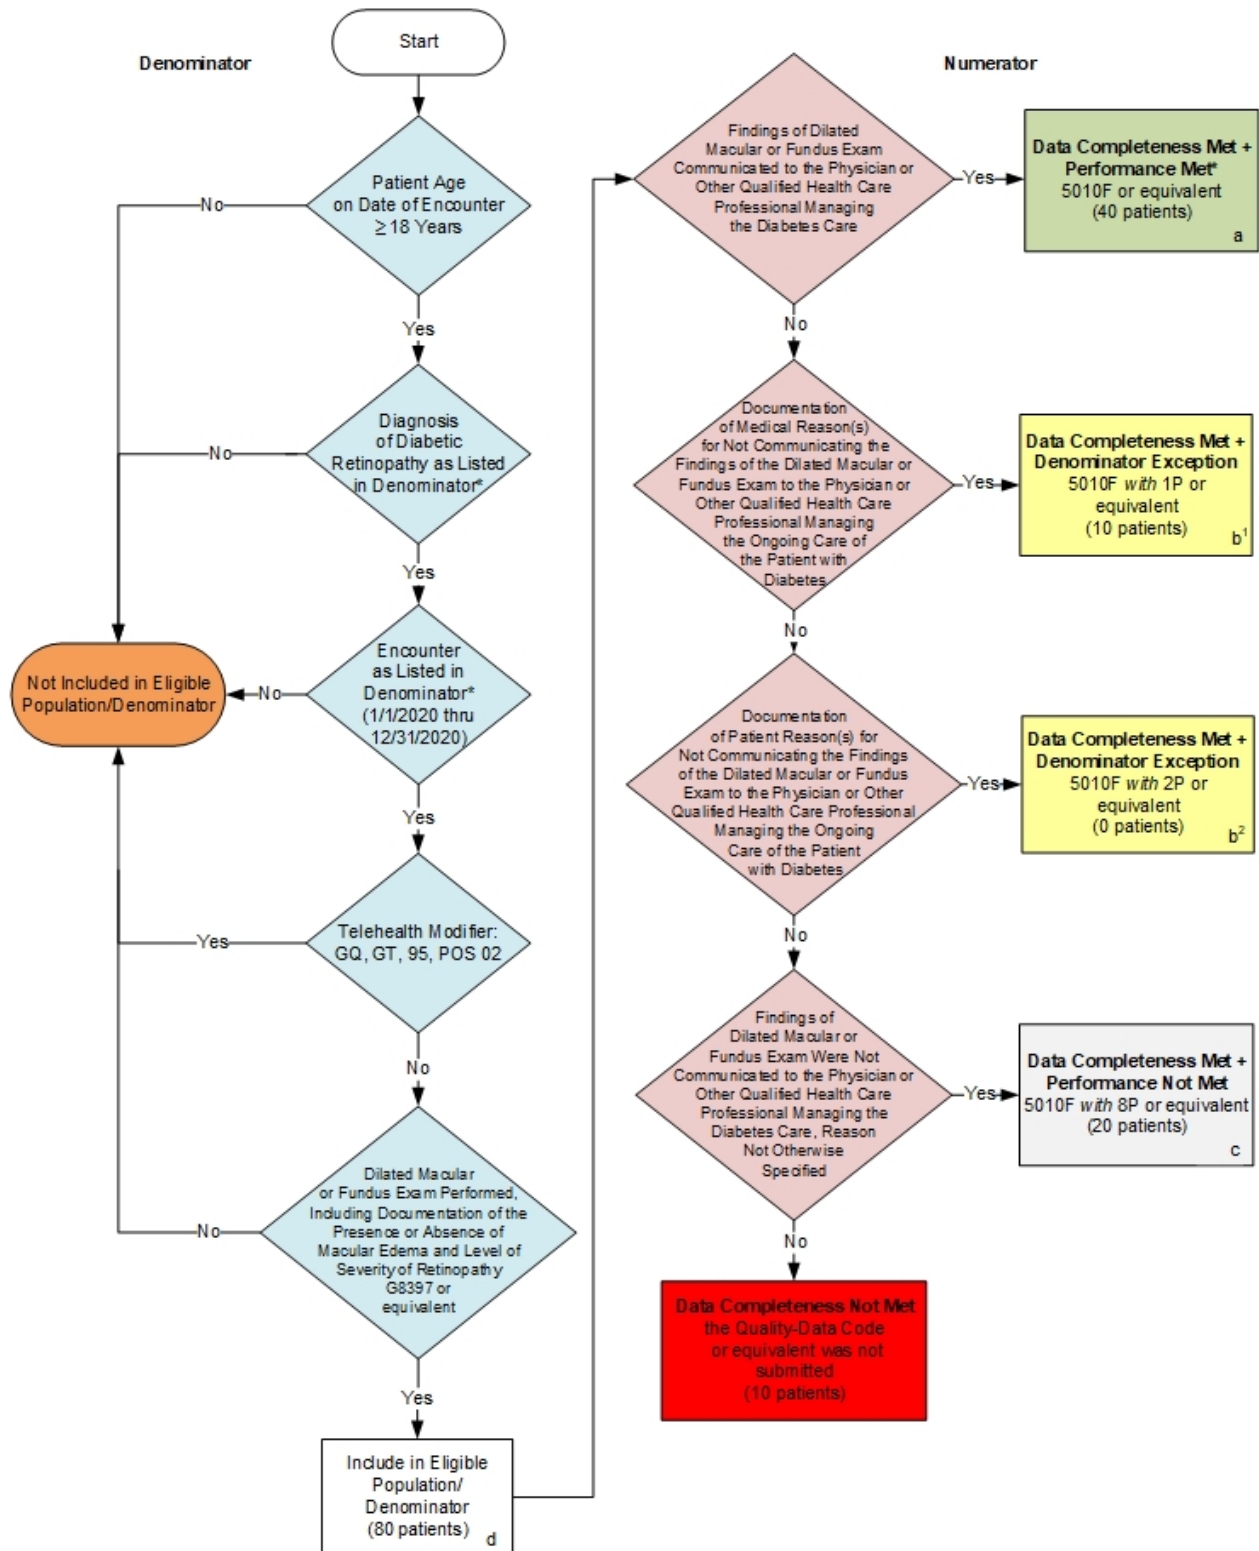 Start
Denominator
Numerator
Patient Age
on Date of Encounter
≥ 18 Years
No
Yes
Diagnosis
of Diabetic
Retinopathy as Listed
in Denominator*
No
Yes
Encounter
as Listed in
Denominator*
(1/1/2020 thru
12/31/2020)
No
Not Included in Eligible
Population/Denominator
Yes
Telehealth Modifier:
GQ, GT, 95, POS 02
Yes
No
Dilated Macular
or Fundus Exam Performed,
Including Documentation of the
Presence or Absence of
Macular Edema and Level of
Severity of Retinopathy
G8397 or
equivalent
No
Yes
Include in Eligible
Population/
Denominator
(80 patients)
d
Findings of Dilated
Macular or Fundus Exam
Communicated to the Physician or
Other Qualified Health Care
Professional Managing
the Diabetes Care
Yes
Data Completeness Met +
Performance Met*
5010F or equivalent
(40 patients)
a
No
Documentation
of Medical Reason(s)
for Not Communicating the
Findings of the Dilated Macular or
Fundus Exam to the Physician or
Other Qualified Health Care
Professional Managing
the Ongoing Care of
the Patient with
Diabetes
Yes
Data Completeness Met +
Denominator Exception
5010F with 1P or
equivalent
(10 patients)
b¹
No
Documentation
of Patient Reason(s) for
Not Communicating the Findings
of the Dilated Macular or Fundus
Exam to the Physician or Other
Qualified Health Care Professional
Managing the Ongoing
Care of the Patient
with Diabetes
Yes
Data Completeness Met +
Denominator Exception
5010F with 2P or
equivalent
(0 patients)
b²
No
Findings of
Dilated Macular or
Fundus Exam Were Not
Communicated to the Physician or
Other Qualified Health Care
Professional Managing the
Diabetes Care, Reason
Not Otherwise
Specified
Yes
Data Completeness Met +
Performance Not Met
5010F with 8P or equivalent
(20 patients)
c
No
Data Completeness Not Met
the Quality-Data Code
or equivalent was not
submitted
(10 patients)